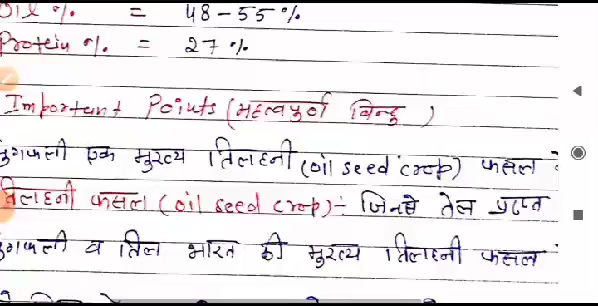 Oil %. = 48-55 %
Protein %. = 27 %.
Important Points (महत्वपूर्ण बिन्दु)
मुंगफली एक मुख्य तिलहनी (oil seed crop) फसल
तिलहनी फसल (oil seed crop) :- जिनसे तेल प्राप्त
मुंगफली व तिल भारत की मुख्य तिलहनी फसल